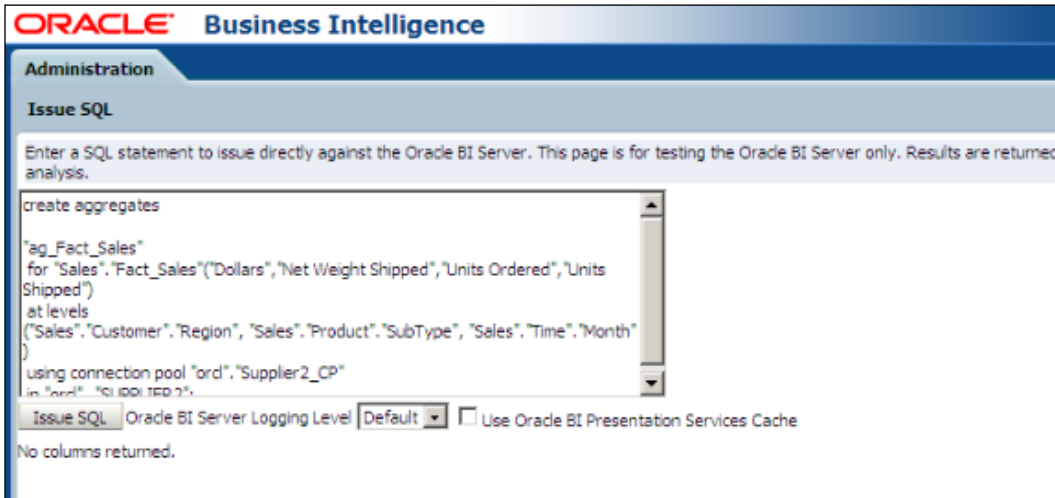 ORACLE Business Intelligence
Administration
Issue SQL
Enter a SQL statement to issue directly against the Oracle BI Server. This page is for testing the Oracle BI Server only. Results are returned
analysis.
create aggregates
"ag_Fact_Sales"
for "Sales"."Fact_Sales"("Dollars","Net Weight Shipped","Units Ordered","Units
Shipped")
at levels
("Sales"."Customer"."Region", "Sales"."Product"."SubType", "Sales"."Time"."Month"
)
using connection pool "orcl"."Supplier2_CP"
in "orcl".."SUPPLIER2";
Issue SQL Oracle BI Server Logging Level Default Use Oracle BI Presentation Services Cache
No columns returned.